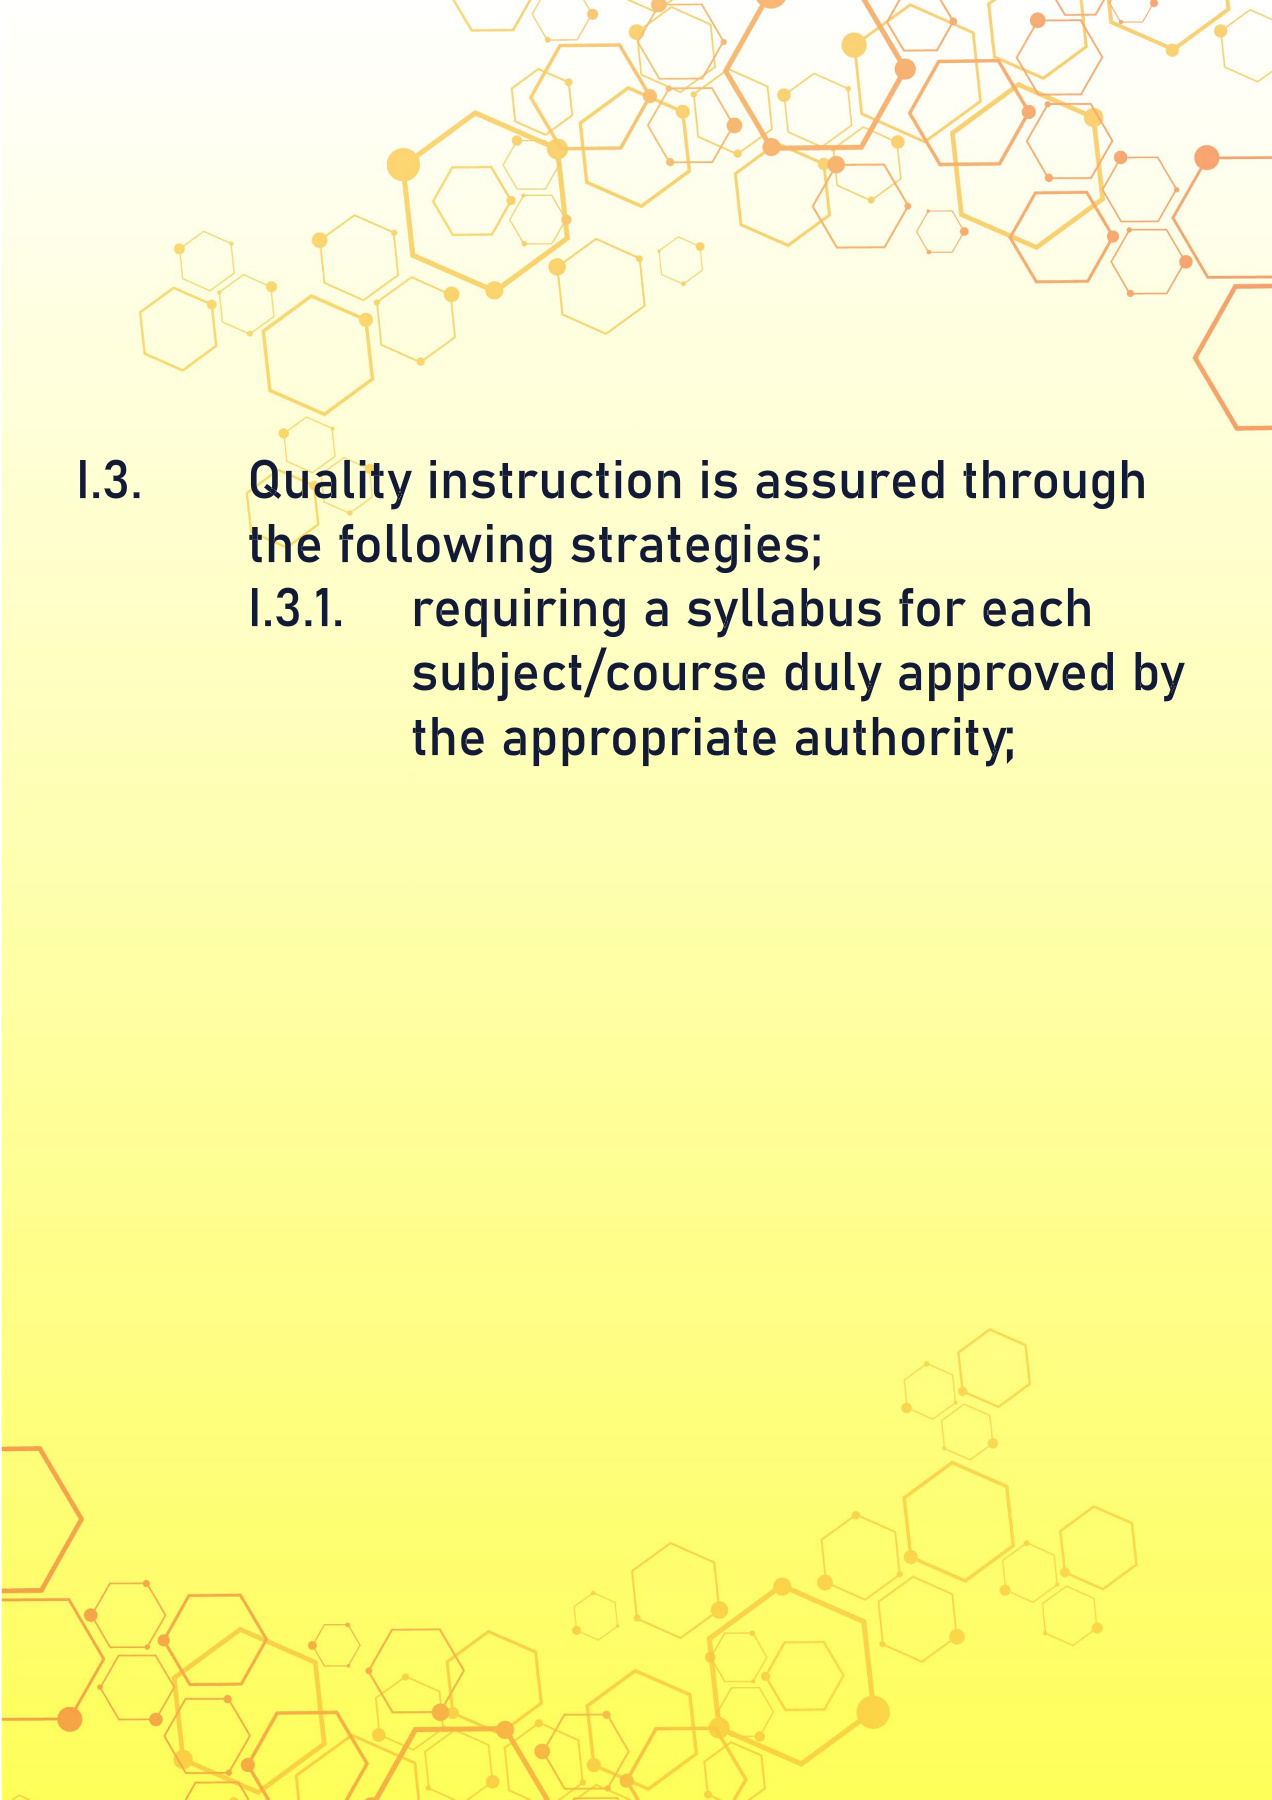 I.3. Quality instruction is assured through
the following strategies;
I.3.1. requiring a syllabus for each
subject/course duly approved by
the appropriate authority;